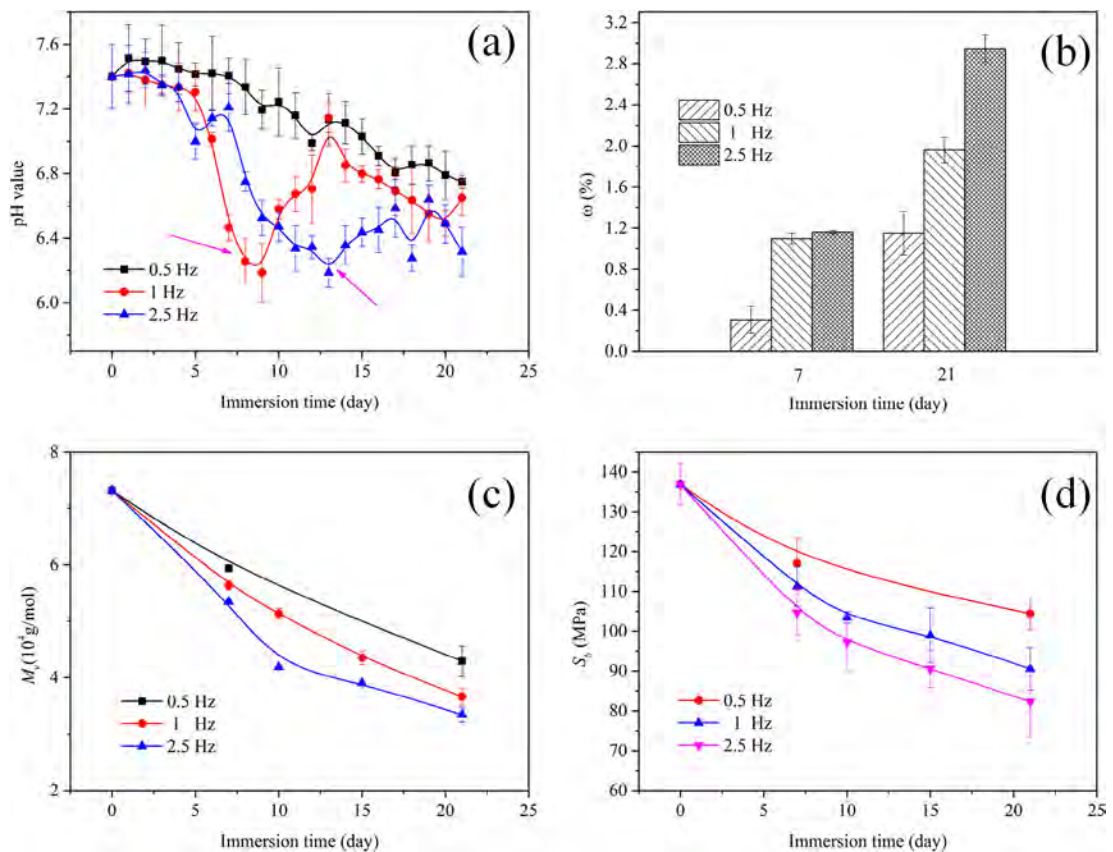 (a)
7.6
7.2
6.8
6.4
6.0
pH value
0.5 Hz
1 Hz
2.5 Hz
0 5 10 15 20 25
Immersion time (day)
(b)
3.2
2.8
2.4
2.0
1.6
1.2
0.8
0.4
0.0
ω (%)
0.5 Hz
1 Hz
2.5 Hz
7 21
Immersion time (day)
(c)
8
6
4
2
Mᵥ(10⁴g/mol)
0.5 Hz
1 Hz
2.5 Hz
0 5 10 15 20 25
Immersion time (day)
(d)
140
130
120
110
100
90
80
70
60
S_b (MPa)
0.5 Hz
1 Hz
2.5 Hz
0 5 10 15 20 25
Immersion time (day)